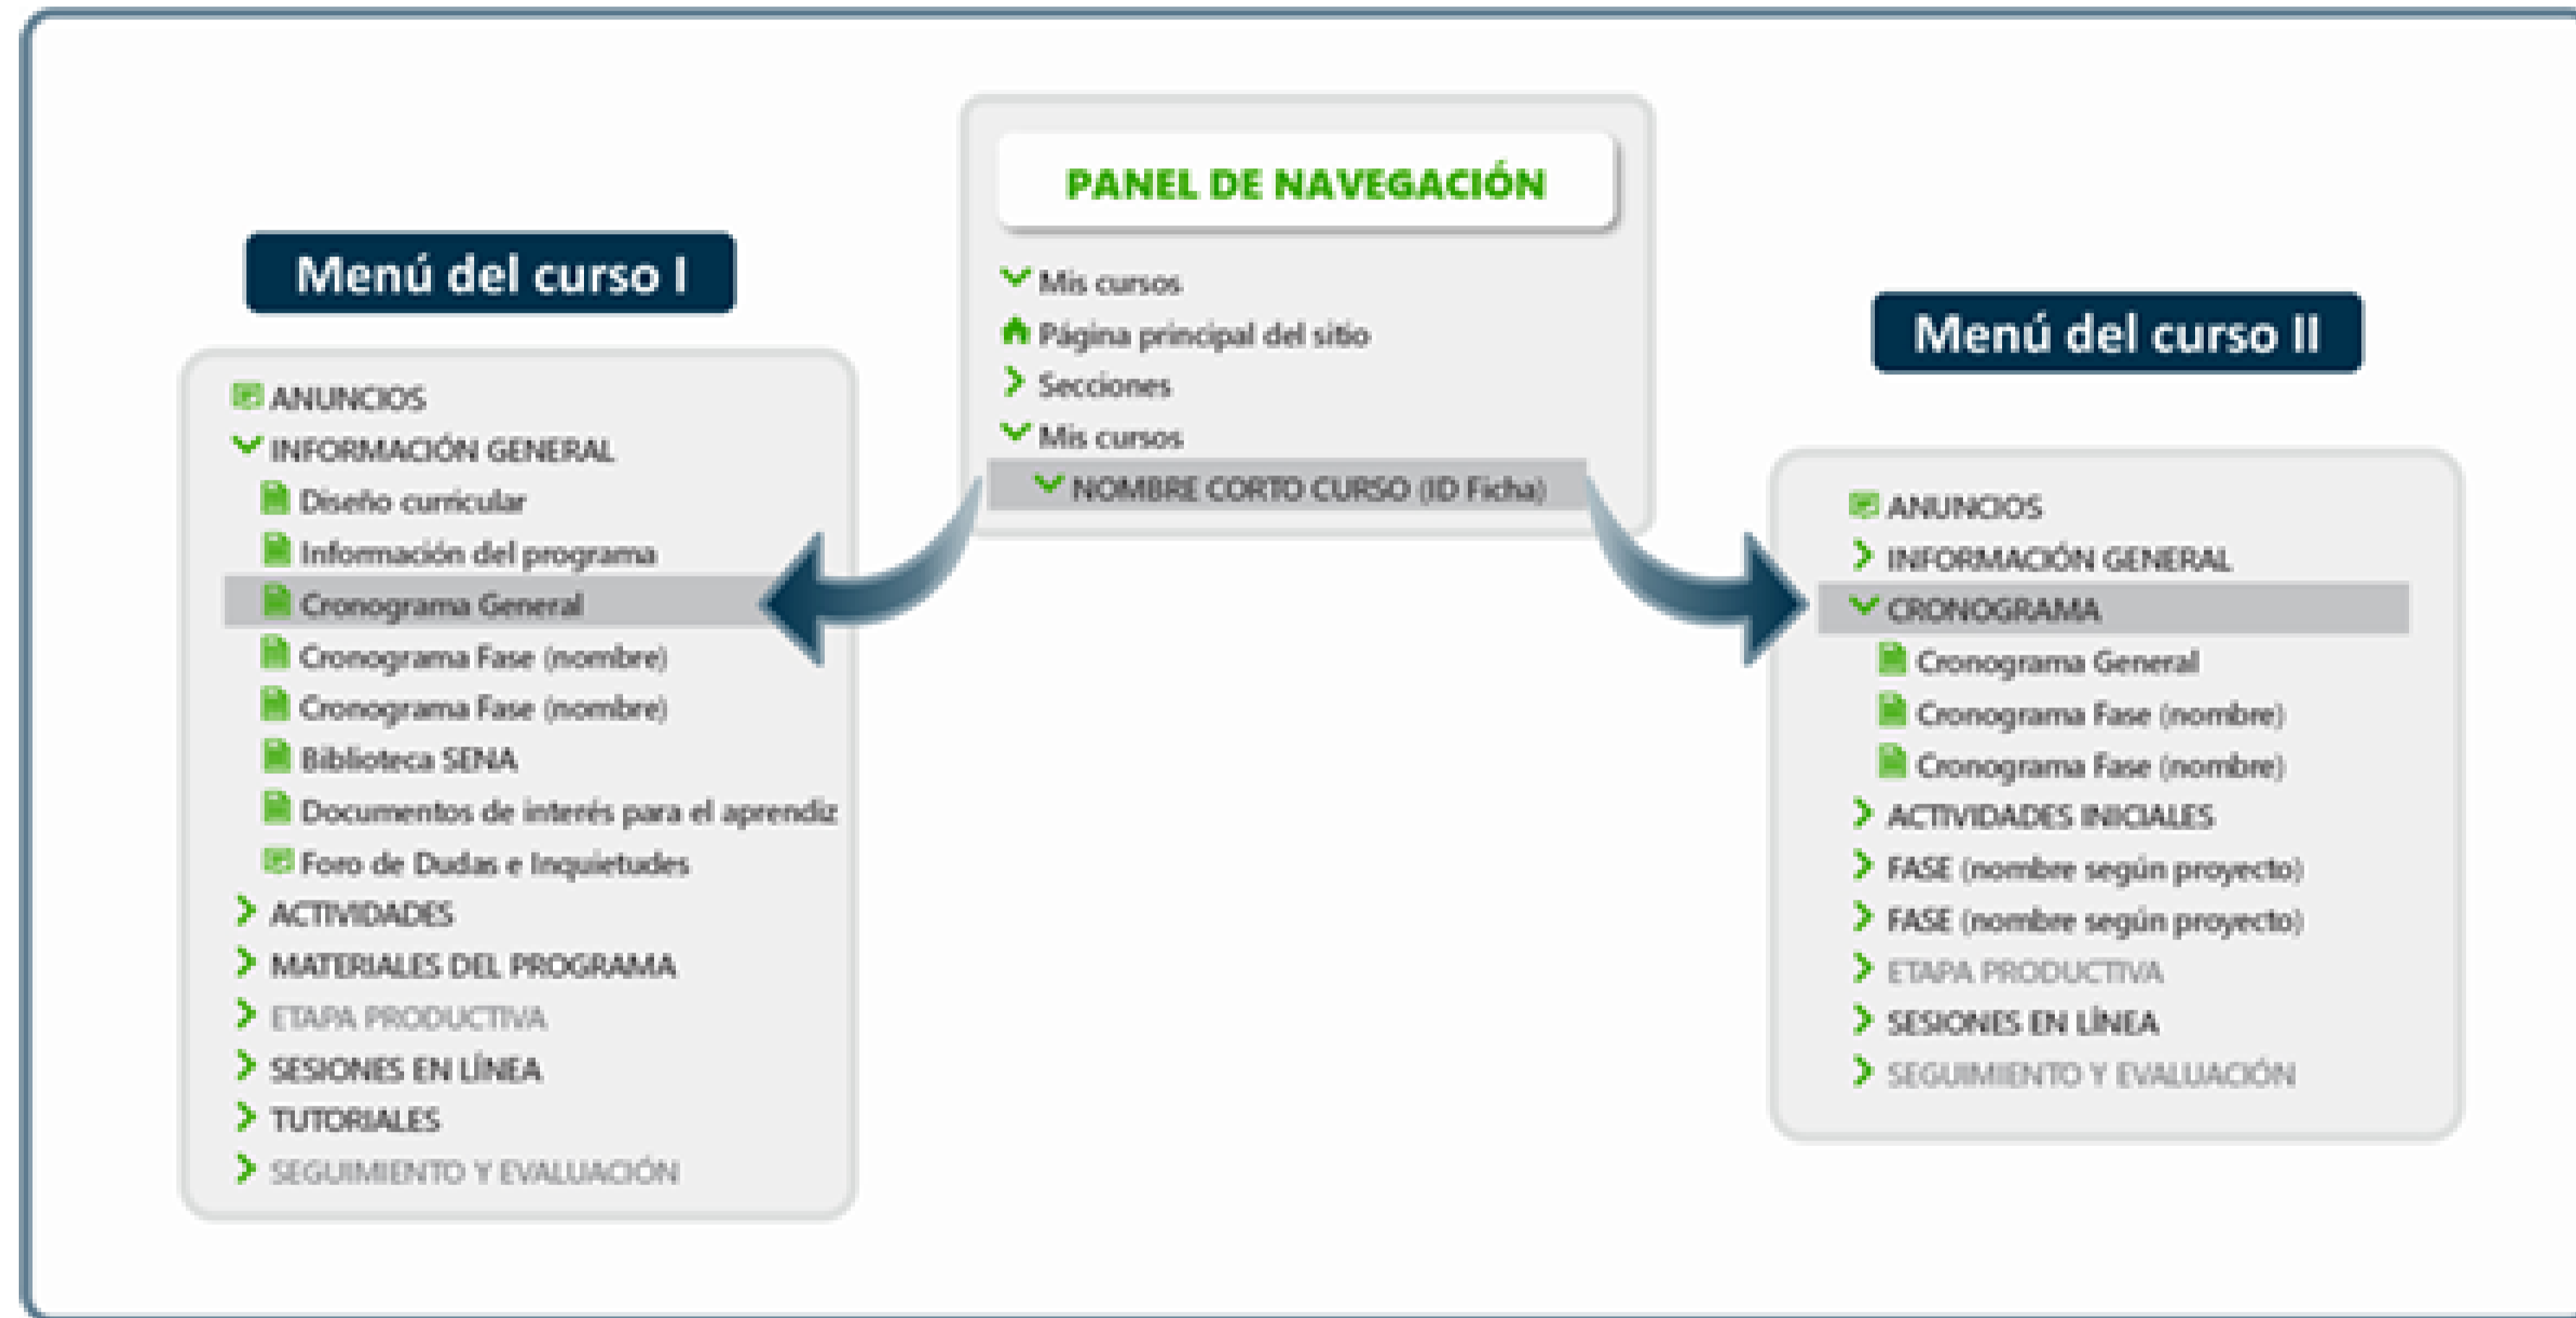 PANEL DE NAVEGACIÓN
Mis cursos
Página principal del sitio
Secciones
Mis cursos
NOMBRE CORTO CURSO (ID Ficha)
Menú del curso I
ANUNCIOS
INFORMACIÓN GENERAL
Diseño curricular
Información del programa
Cronograma General
Cronograma Fase (nombre)
Cronograma Fase (nombre)
Biblioteca SENA
Documentos de interés para el aprendiz
Foro de Dudas e Inquietudes
ACTIVIDADES
MATERIALES DEL PROGRAMA
ETAPA PRODUCTIVA
SESIONES EN LÍNEA
TUTORIALES
SEGUIMIENTO Y EVALUACIÓN
Menú del curso II
ANUNCIOS
INFORMACIÓN GENERAL
CRONOGRAMA
Cronograma General
Cronograma Fase (nombre)
Cronograma Fase (nombre)
ACTIVIDADES INICIALES
FASE (nombre según proyecto)
FASE (nombre según proyecto)
ETAPA PRODUCTIVA
SESIONES EN LÍNEA
SEGUIMIENTO Y EVALUACIÓN